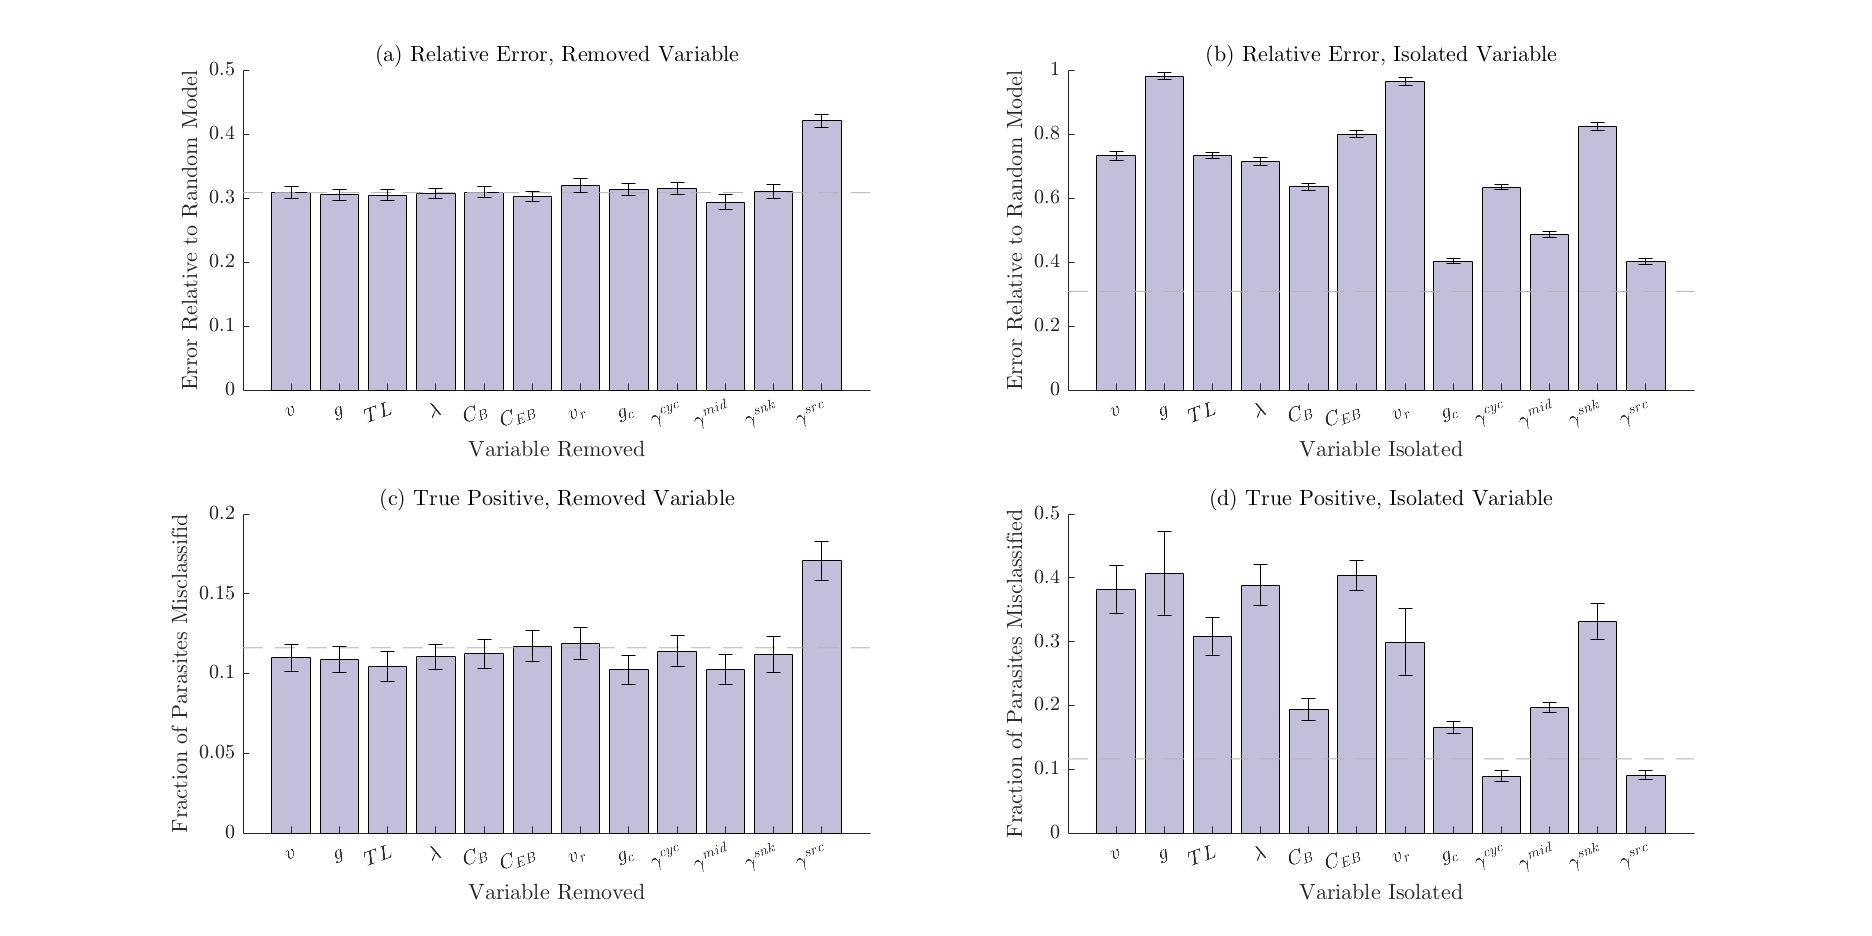 (a) Relative Error, Removed Variable
Error Relative to Random Model
0.5
0.4
0.3
0.2
0.1
0
v g TL λ C_B C_EB v_r g_c γ^cyc γ^mid γ^snk γ^src
Variable Removed
(b) Relative Error, Isolated Variable
Error Relative to Random Model
1
0.8
0.6
0.4
0.2
0
v g TL λ C_B C_EB v_r g_c γ^cyc γ^mid γ^snk γ^src
Variable Isolated
(c) True Positive, Removed Variable
Fraction of Parasites Misclassifid
0.2
0.15
0.1
0.05
0
v g TL λ C_B C_EB v_r g_c γ^cyc γ^mid γ^snk γ^src
Variable Removed
(d) True Positive, Isolated Variable
Fraction of Parasites Misclassified
0.5
0.4
0.3
0.2
0.1
0
v g TL λ C_B C_EB v_r g_c γ^cyc γ^mid γ^snk γ^src
Variable Isolated